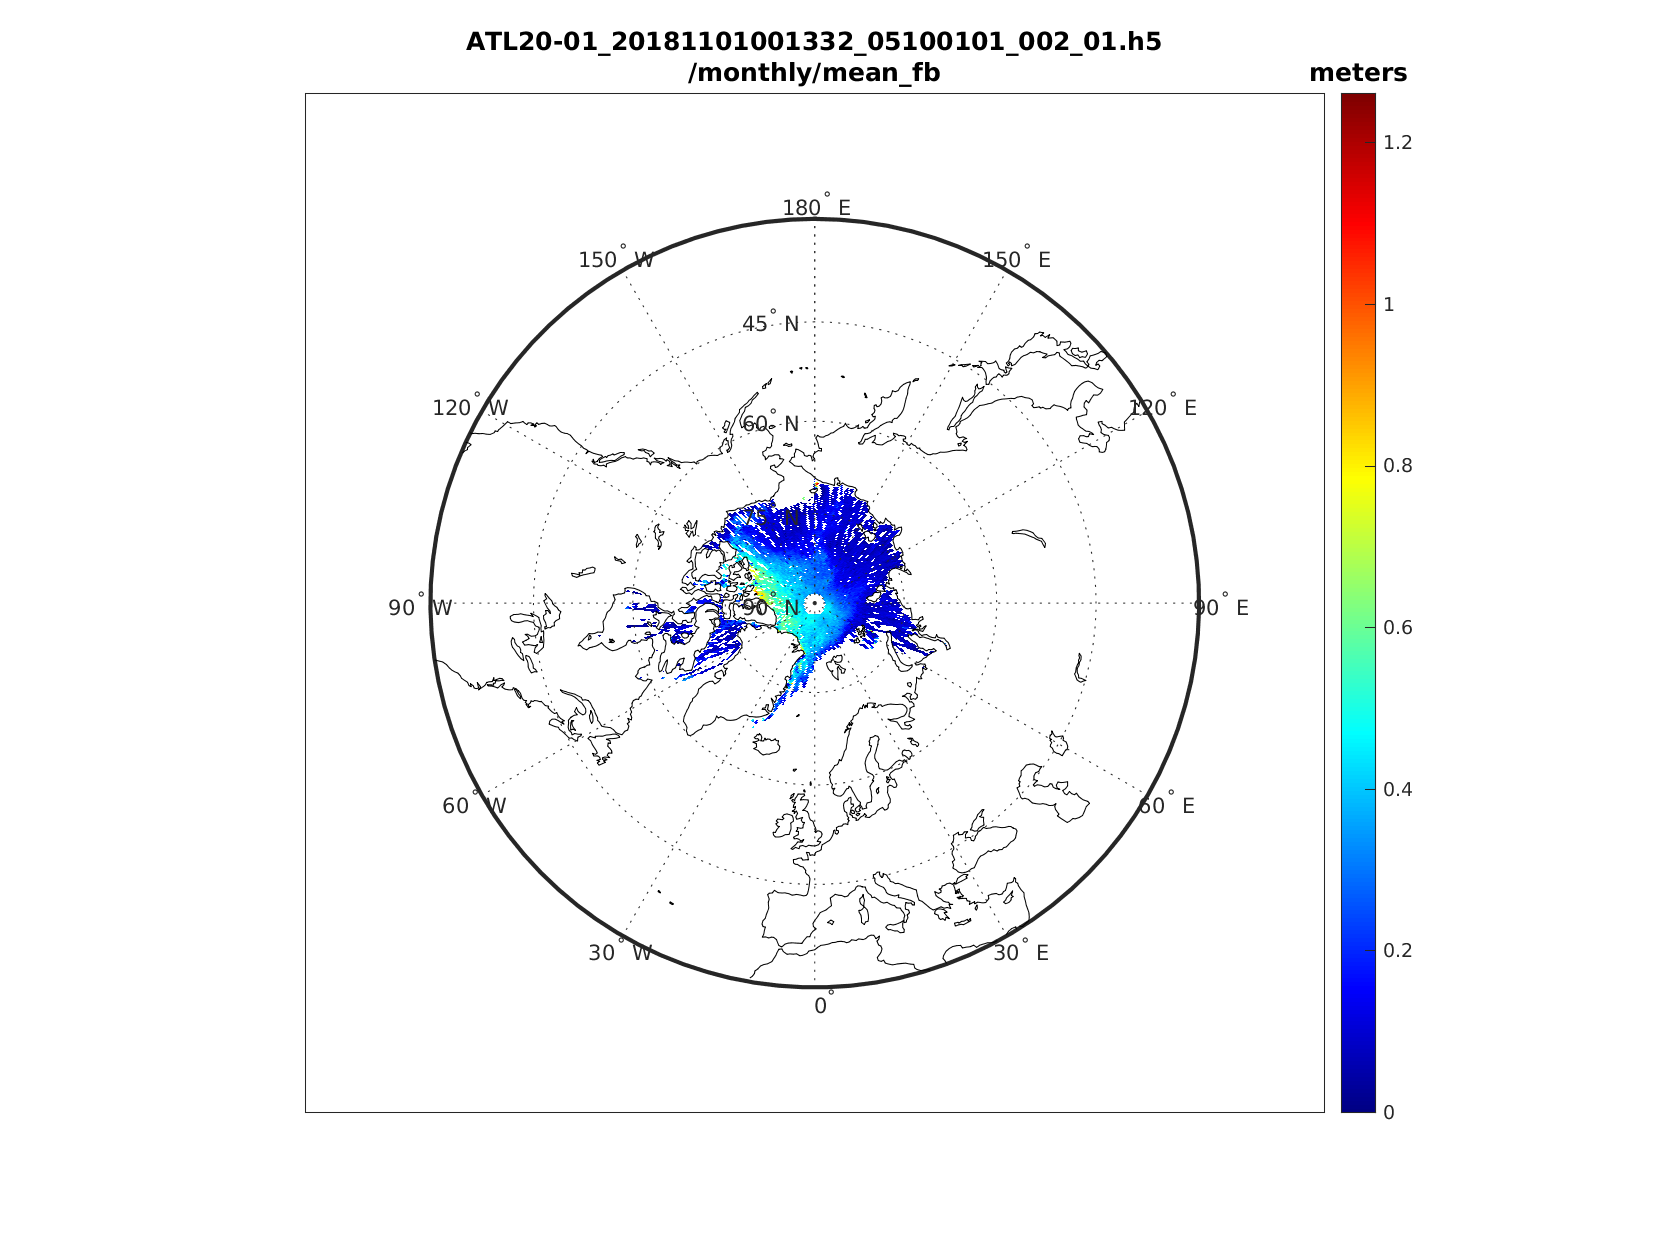 ATL20-01_20181101001332_05100101_002_01.h5
/monthly/mean_fb
meters
180° E
150° W
150° E
45° N
120° W
120° E
60° N
75° N
90° W
90° N
90° E
60° W
60° E
30° W
30° E
0°
1.2
1
0.8
0.6
0.4
0.2
0